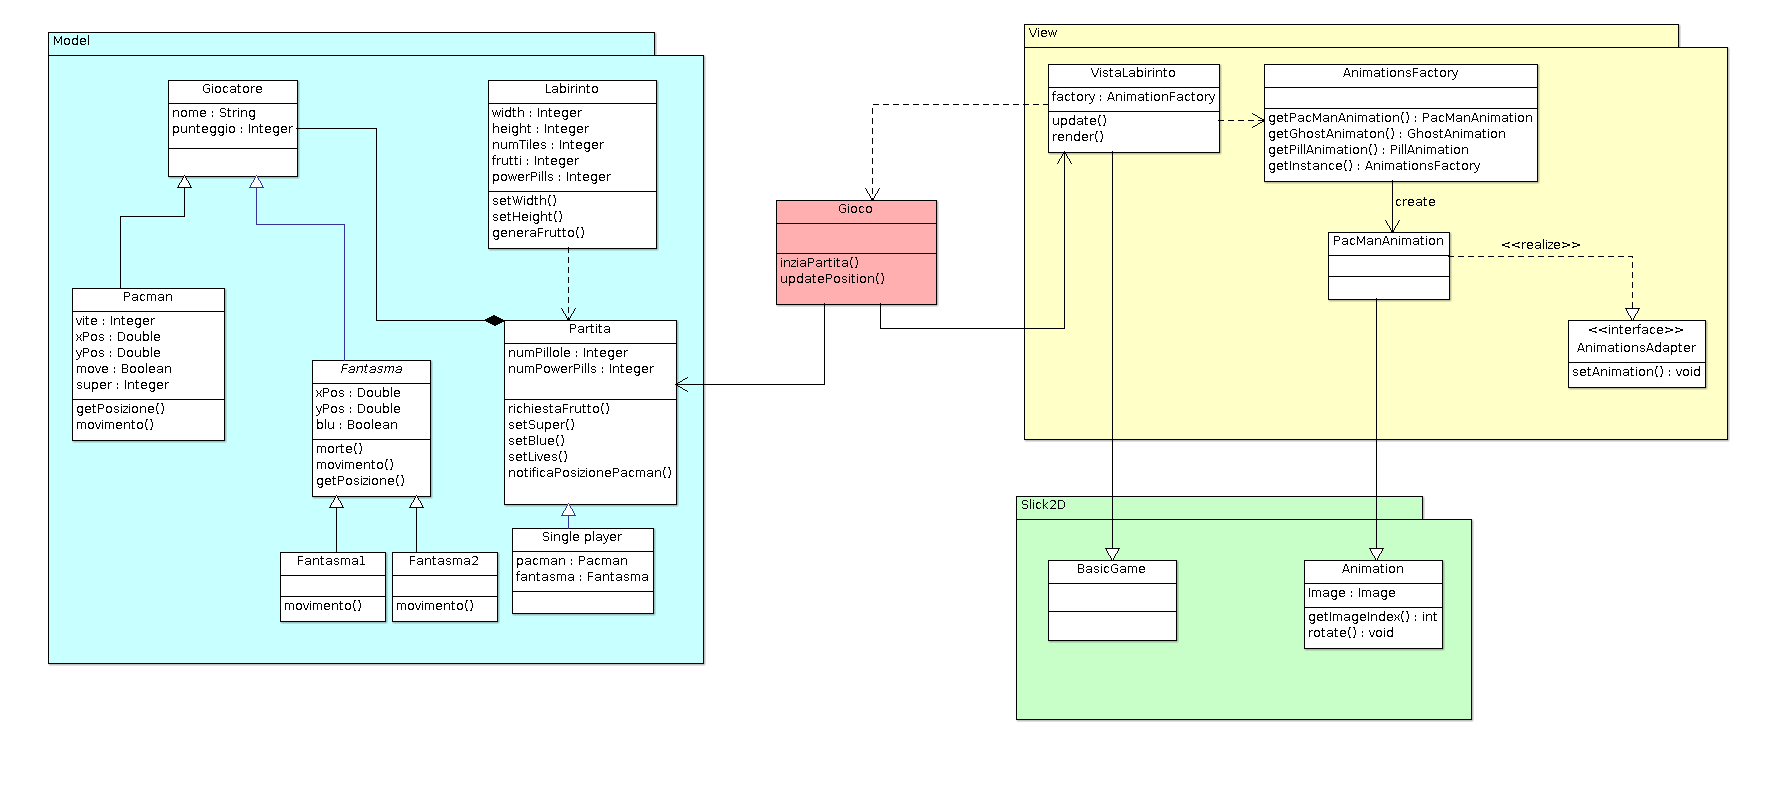 Model
Giocatore
nome : String
punteggio : Integer
Labirinto
width : Integer
height : Integer
numTiles : Integer
frutti : Integer
powerPills : Integer
setWidth()
setHeight()
generaFrutto()
Pacman
vite : Integer
xPos : Double
yPos : Double
move : Boolean
super : Integer
getPosizione()
movimento()
Fantasma
xPos : Double
yPos : Double
blu : Boolean
morte()
movimento()
getPosizione()
Partita
numPillole : Integer
numPowerPills : Integer
richiestaFrutto()
setSuper()
setBlue()
setLives()
notificaPosizionePacman()
Fantasma1
movimento()
Fantasma2
movimento()
Single player
pacman : Pacman
fantasma : Fantasma
Gioco
inziaPartita()
updatePosition()
View
VistaLabirinto
factory : AnimationFactory
update()
render()
AnimationsFactory
getPacManAnimation() : PacManAnimation
getGhostAnimaton() : GhostAnimation
getPillAnimation() : PillAnimation
getInstance() : AnimationsFactory
create
PacManAnimation
<<realize>>
<<interface>>
AnimationsAdapter
setAnimation() : void
Slick2D
BasicGame
Animation
Image : Image
getImageIndex() : int
rotate() : void